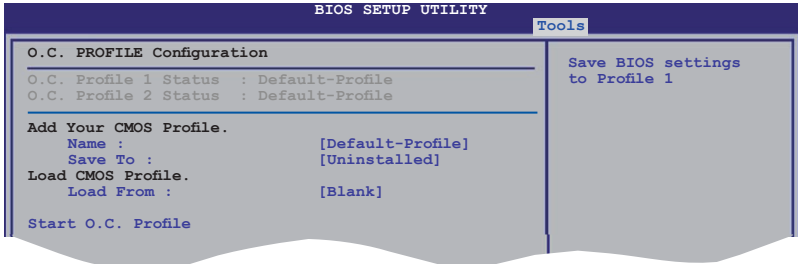 BIOS SETUP UTILITY
Tools
O.C. PROFILE Configuration
O.C. Profile 1 Status : Default-Profile
O.C. Profile 2 Status : Default-Profile
Add Your CMOS Profile.
Name : [Default-Profile]
Save To : [Uninstalled]
Load CMOS Profile.
Load From : [Blank]
Start O.C. Profile
Save BIOS settings
to Profile 1